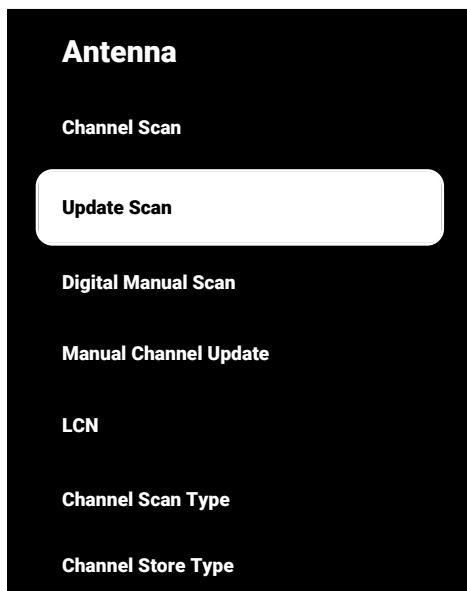 Antenna
Channel Scan
Update Scan
Digital Manual Scan
Manual Channel Update
LCN
Channel Scan Type
Channel Store Type